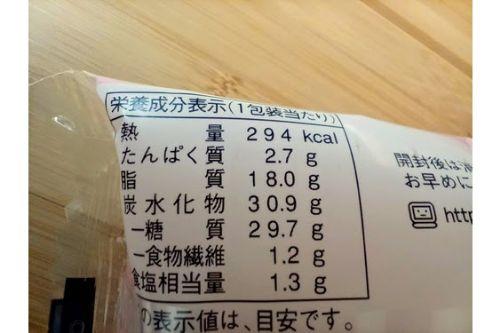 栄養成分表示(1包装当たり)
熱量 294 kcal
たんぱく質 2.7 g
脂質 18.0 g
炭水化物 30.9 g
ー糖質 29.7 g
ー食物繊維 1.2 g
食塩相当量 1.3 g
の表示値は、目安です。
開封後は
お早めに
http